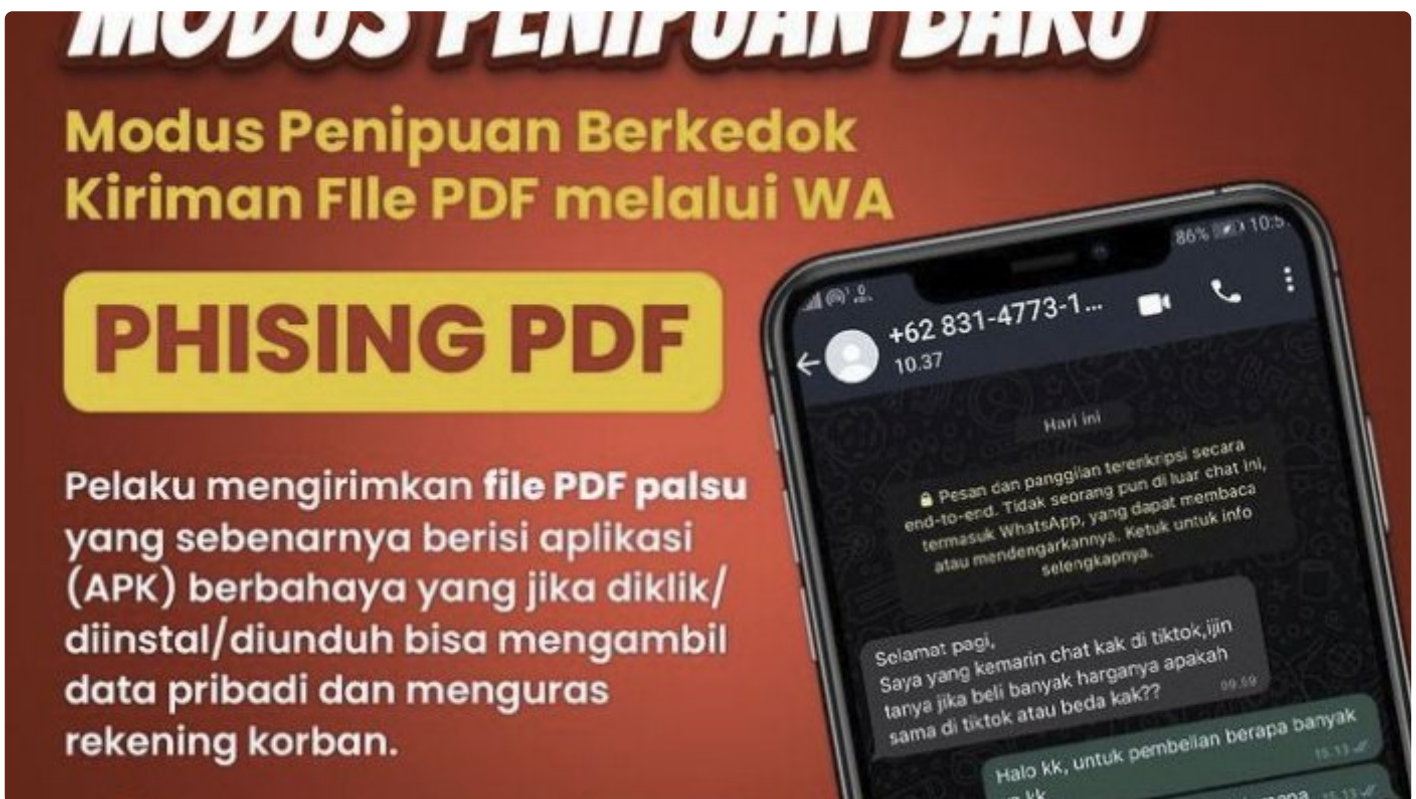 MODUS PENIPUAN BARU
Modus Penipuan Berkedok
Kiriman FIle PDF melalui WA
PHISING PDF
Pelaku mengirimkan file PDF palsu
yang sebenarnya berisi aplikasi
(APK) berbahaya yang jika diklik/
diinstal/diunduh bisa mengambil
data pribadi dan menguras
rekening korban.
86% 10:5
+62 831-4773-1...
10.37
Hari ini
Pesan dan panggilan terenkripsi secara
end-to-end. Tidak seorang pun di luar chat ini,
termasuk WhatsApp, yang dapat membaca
atau mendengarkannya. Ketuk untuk info
selengkapnya.
Selamat pagi,
Saya yang kemarin chat kak di tiktok,ijin
tanya jika beli banyak harganya apakah
sama di tiktok atau beda kak??
09.59
Halo kk, untuk pembelian berapa banyak
kk
15.13
15.13